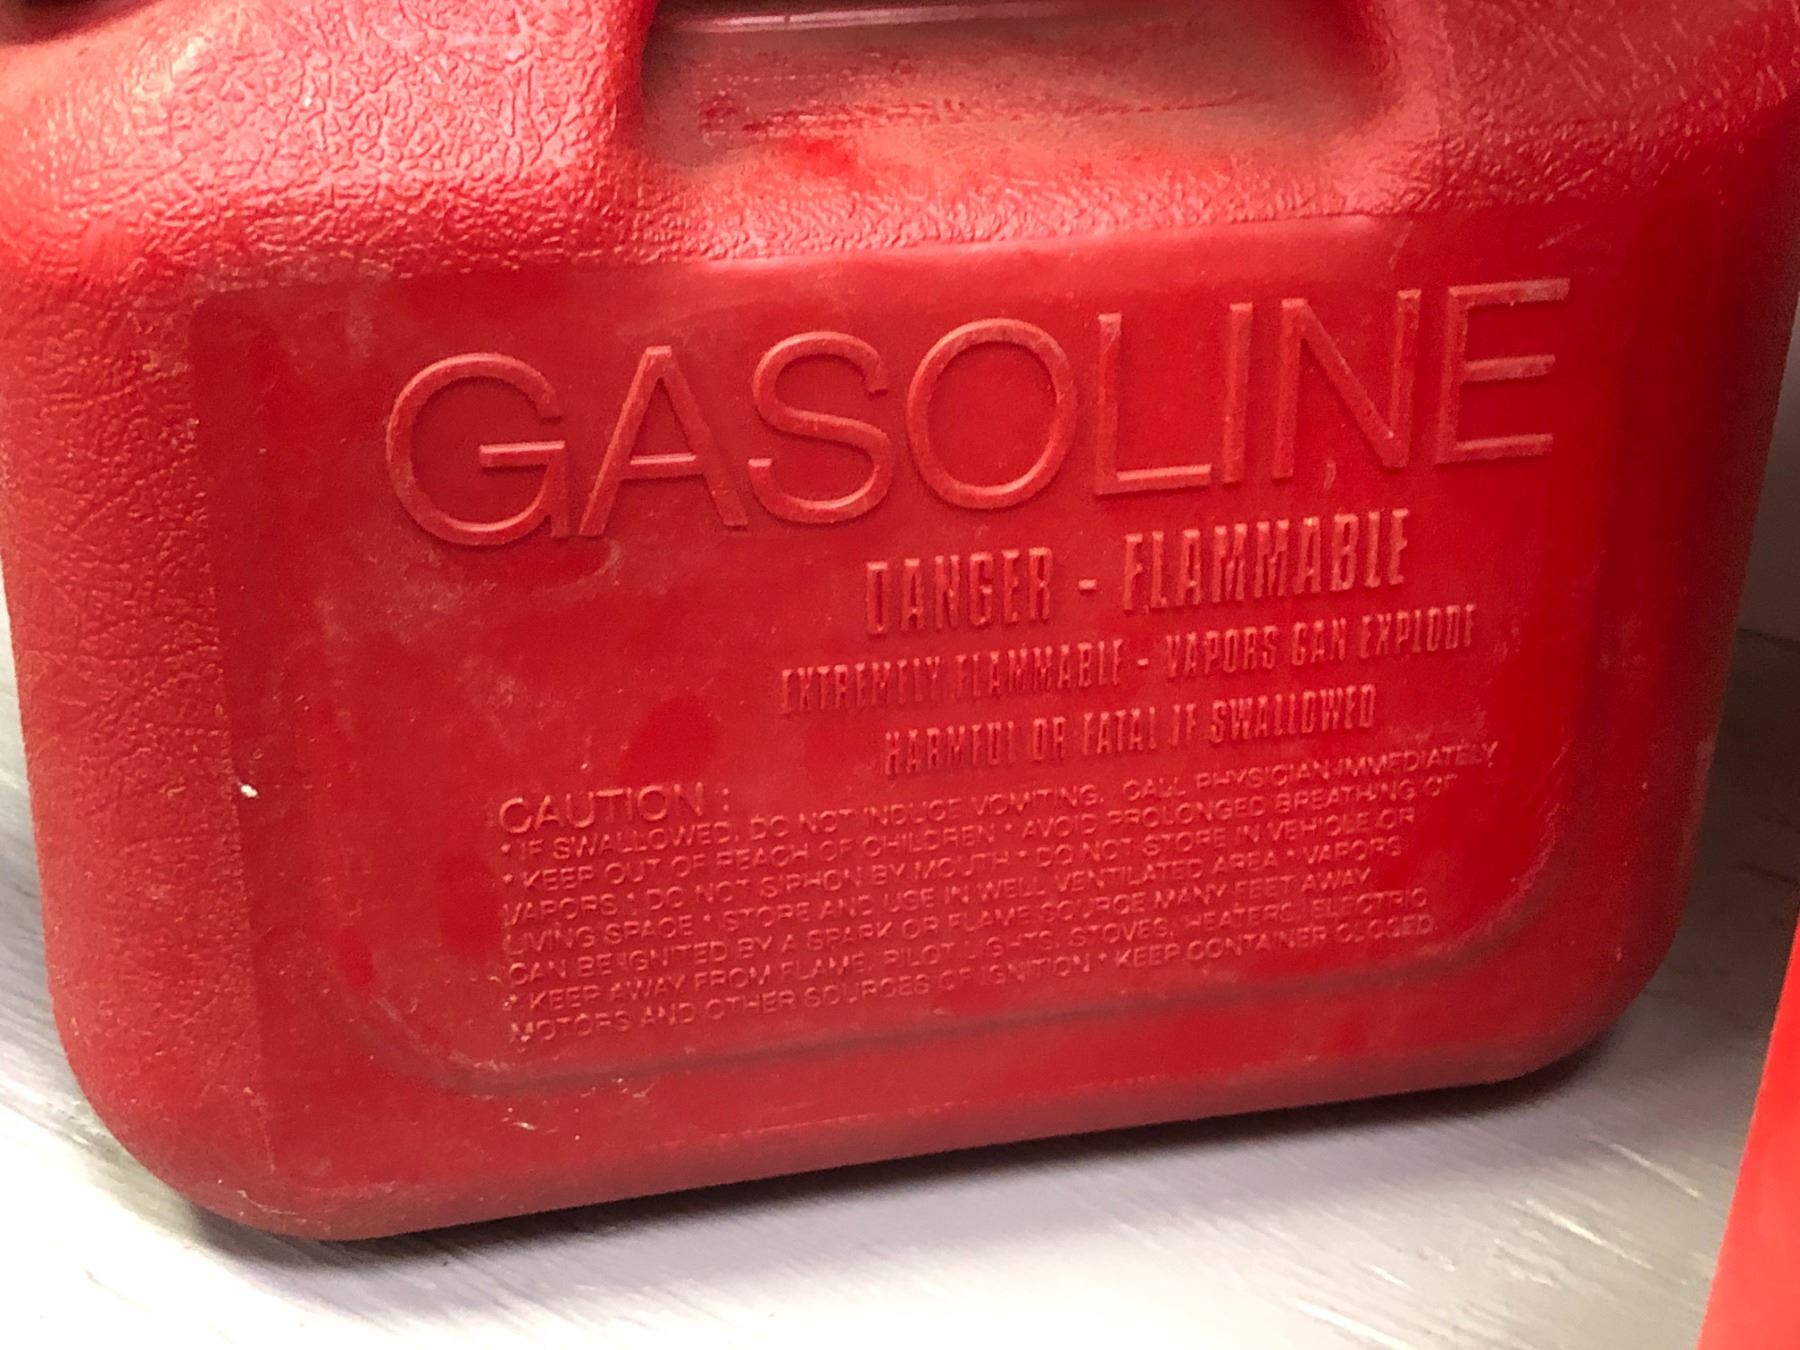 GASOLINE
DANGER - FLAMMABLE
EXTREMELY FLAMMABLE - VAPORS CAN EXPLODE
HARMFUL OR FATAL IF SWALLOWED
CAUTION :
* IF SWALLOWED, DO NOT INDUCE VOMITING. CALL PHYSICIAN IMMEDIATELY
* KEEP OUT OF REACH OF CHILDREN * AVOID PROLONGED BREATHING OF
VAPORS * DO NOT SIPHON BY MOUTH * DO NOT STORE IN VEHICLE OR
LIVING SPACE * STORE AND USE IN WELL VENTILATED AREA * VAPORS
CAN BE IGNITED BY A SPARK OR FLAME SOURCE MANY FEET AWAY
* KEEP AWAY FROM FLAME, PILOT LIGHTS, STOVES, HEATERS, ELECTRIC
MOTORS AND OTHER SOURCES OF IGNITION * KEEP CONTAINER CLOSED.